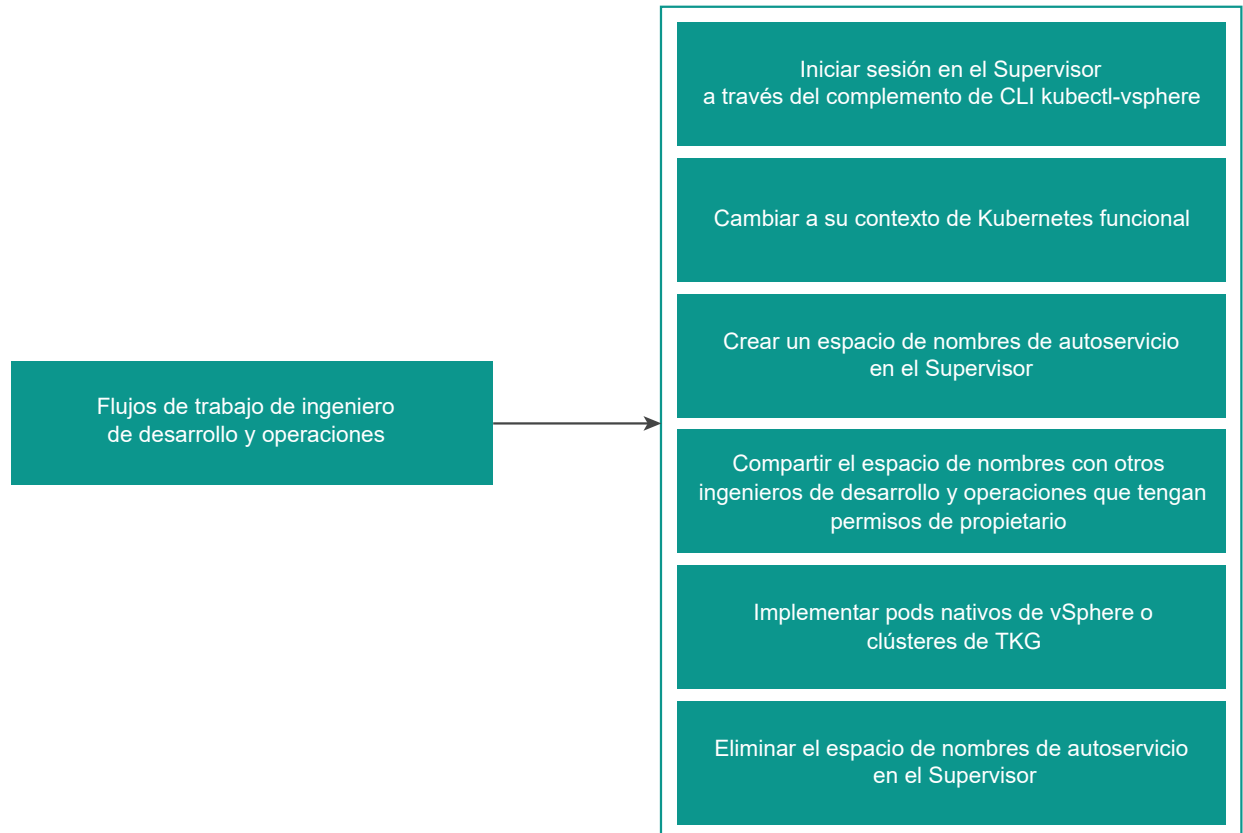 Iniciar sesión en el Supervisor
a través del complemento de CLI kubectl-vsphere
Cambiar a su contexto de Kubernetes funcional
Crear un espacio de nombres de autoservicio
en el Supervisor
Flujos de trabajo de ingeniero
de desarrollo y operaciones
Compartir el espacio de nombres con otros
ingenieros de desarrollo y operaciones que tengan
permisos de propietario
Implementar pods nativos de vSphere o
clústeres de TKG
Eliminar el espacio de nombres de autoservicio
en el Supervisor